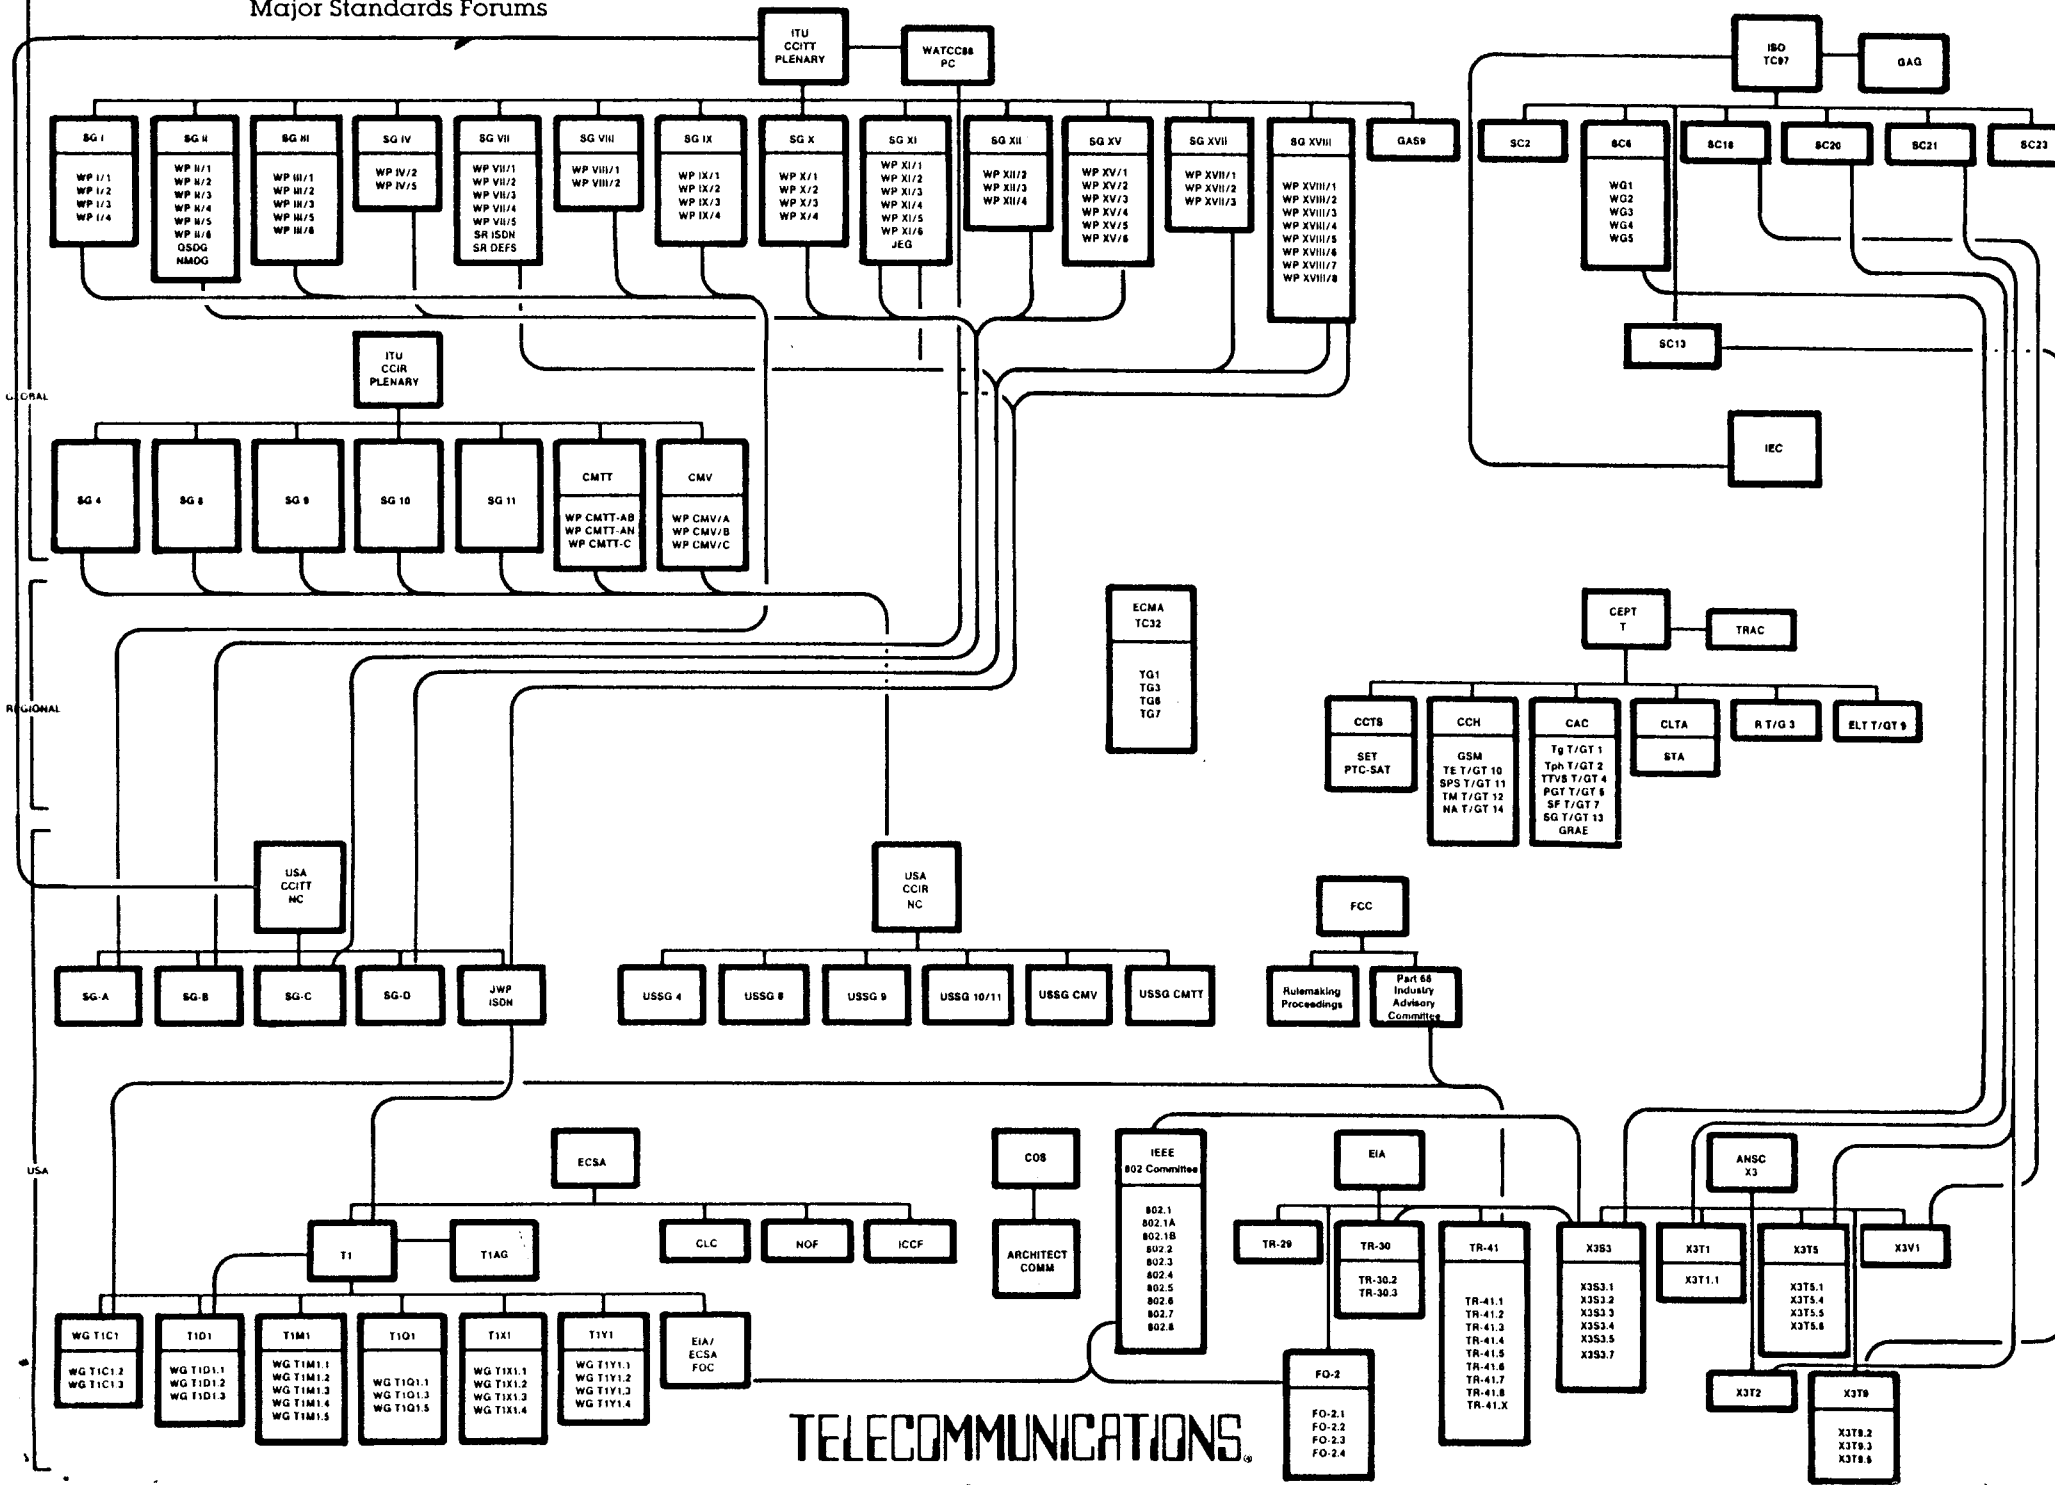 Major Standards Forums
ITU
CCITT
PLENARY
WATCC88
PC
ISO
TC97
GAG
SG I
WP I/1
WP I/2
WP I/3
WP I/4
SG II
WP II/1
WP II/2
WP II/3
WP II/4
WP II/5
WP II/6
QSDG
NMDG
SG III
WP III/1
WP III/2
WP III/3
WP III/5
WP III/6
SG IV
WP IV/2
WP IV/5
SG VII
WP VII/1
WP VII/2
WP VII/3
WP VII/4
WP VII/5
SR ISDN
SR DEFS
SG VIII
WP VIII/1
WP VIII/2
SG IX
WP IX/1
WP IX/2
WP IX/3
WP IX/4
SG X
WP X/1
WP X/2
WP X/3
WP X/4
SG XI
WP XI/1
WP XI/2
WP XI/3
WP XI/4
WP XI/5
WP XI/6
JEG
SG XII
WP XII/2
WP XII/3
WP XII/4
SG XV
WP XV/1
WP XV/2
WP XV/3
WP XV/4
WP XV/5
WP XV/6
SG XVII
WP XVII/1
WP XVII/2
WP XVII/3
SG XVIII
WP XVIII/1
WP XVIII/2
WP XVIII/3
WP XVIII/4
WP XVIII/5
WP XVIII/6
WP XVIII/7
WP XVIII/8
GAS9
SC2
SC6
WG1
WG2
WG3
WG4
WG5
SC18
SC20
SC21
SC23
SC13
IEC
GLOBAL
ITU
CCIR
PLENARY
SG 4
SG 8
SG 9
SG 10
SG 11
CMTT
WP CMTT-AB
WP CMTT-AN
WP CMTT-C
CMV
WP CMV/A
WP CMV/B
WP CMV/C
REGIONAL
ECMA
TC32
TG1
TG3
TG6
TG7
CEPT
T
TRAC
CCTS
SET
PTC-SAT
CCH
GSM
TE T/GT 10
SPS T/GT 11
TM T/GT 12
NA T/GT 14
CAC
Tg T/GT 1
Tph T/GT 2
TTVS T/GT 4
PGT T/GT 5
SF T/GT 7
SG T/GT 13
GRAE
CLTA
STA
R T/G 3
ELT T/GT 9
USA
USA
CCITT
NC
SG-A
SG-B
SG-C
SG-D
JWP
ISDN
USA
CCIR
NC
USSG 4
USSG 8
USSG 9
USSG 10/11
USSG CMV
USSG CMTT
FCC
Rulemaking
Proceedings
Part 68
Industry
Advisory
Committee
ECSA
T1
T1AG
CLC
NOF
ICCF
WG T1C1
WG T1C1.2
WG T1C1.3
T1D1
WG T1D1.1
WG T1D1.2
WG T1D1.3
T1M1
WG T1M1.1
WG T1M1.2
WG T1M1.3
WG T1M1.4
WG T1M1.5
T1Q1
WG T1Q1.1
WG T1Q1.3
WG T1Q1.5
T1X1
WG T1X1.1
WG T1X1.2
WG T1X1.3
WG T1X1.4
T1Y1
WG T1Y1.1
WG T1Y1.2
WG T1Y1.3
WG T1Y1.4
EIA/
ECSA
FOC
COS
ARCHITECT
COMM
IEEE
802 Committee
802.1
802.1A
802.1B
802.2
802.3
802.4
802.5
802.6
802.7
802.8
EIA
TR-29
TR-30
TR-30.2
TR-30.3
TR-41
TR-41.1
TR-41.2
TR-41.3
TR-41.4
TR-41.5
TR-41.6
TR-41.7
TR-41.8
TR-41.X
FO-2
FO-2.1
FO-2.2
FO-2.3
FO-2.4
ANSC
X3
X3S3
X3S3.1
X3S3.2
X3S3.3
X3S3.4
X3S3.5
X3S3.7
X3T1
X3T1.1
X3T5
X3T5.1
X3T5.4
X3T5.5
X3T5.6
X3V1
X3T2
X3T9
X3T9.2
X3T9.3
X3T9.5
TELECOMMUNICATIONS®